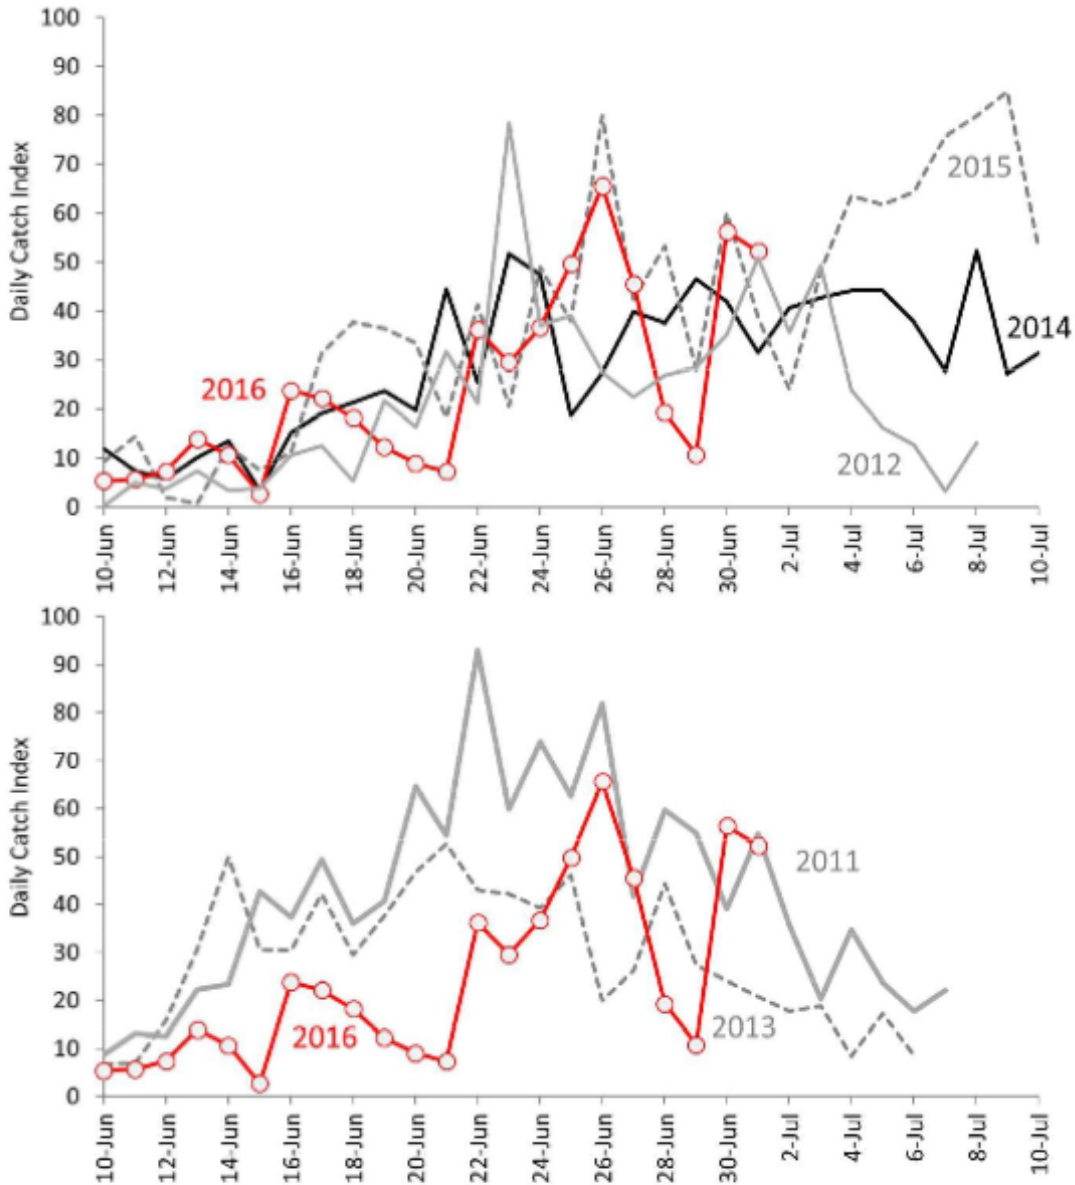 100
90
80
70
60
50
40
30
20
10
0
Daily Catch Index
2015
2014
2016
2012
10-Jun
12-Jun
14-Jun
16-Jun
18-Jun
20-Jun
22-Jun
24-Jun
26-Jun
28-Jun
30-Jun
2-Jul
4-Jul
6-Jul
8-Jul
10-Jul
100
90
80
70
60
50
40
30
20
10
0
Daily Catch Index
2011
2016
2013
10-Jun
12-Jun
14-Jun
16-Jun
18-Jun
20-Jun
22-Jun
24-Jun
26-Jun
28-Jun
30-Jun
2-Jul
4-Jul
6-Jul
8-Jul
10-Jul